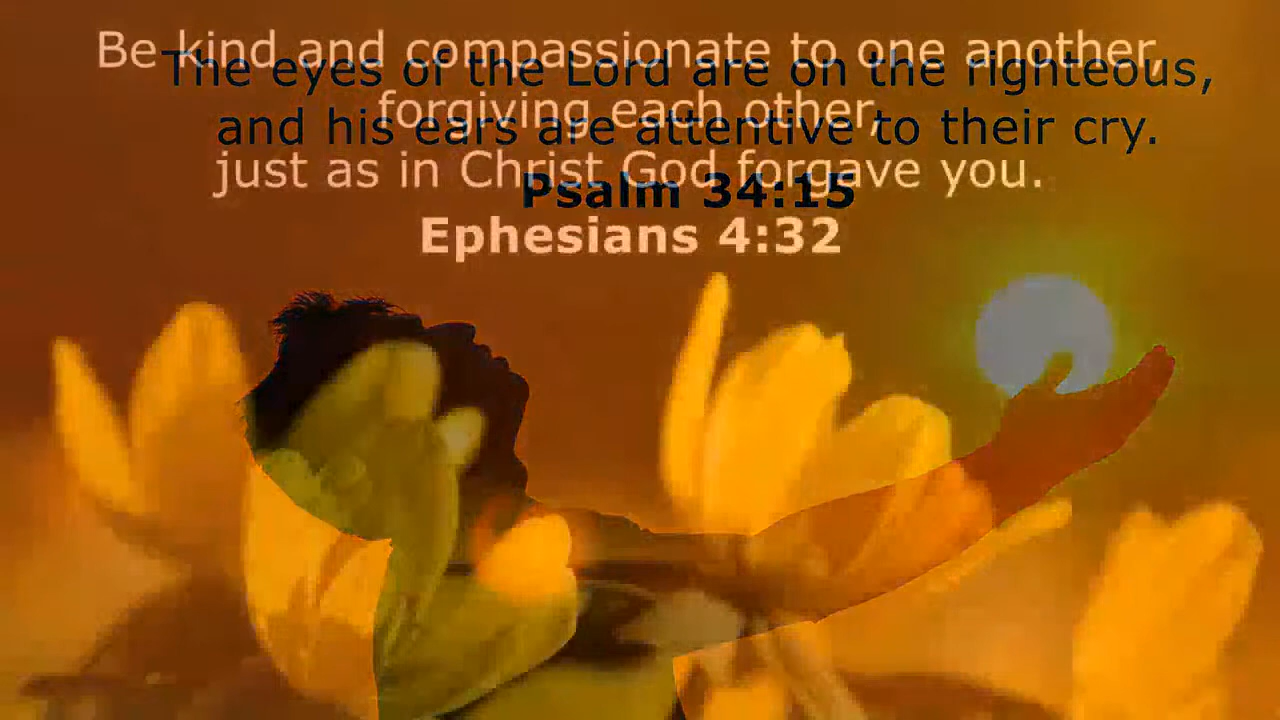 Be kind and compassionate to one another,
forgiving each other,
just as in Christ God forgave you.
Ephesians 4:32
The eyes of the Lord are on the righteous,
and his ears are attentive to their cry.
Psalm 34:15